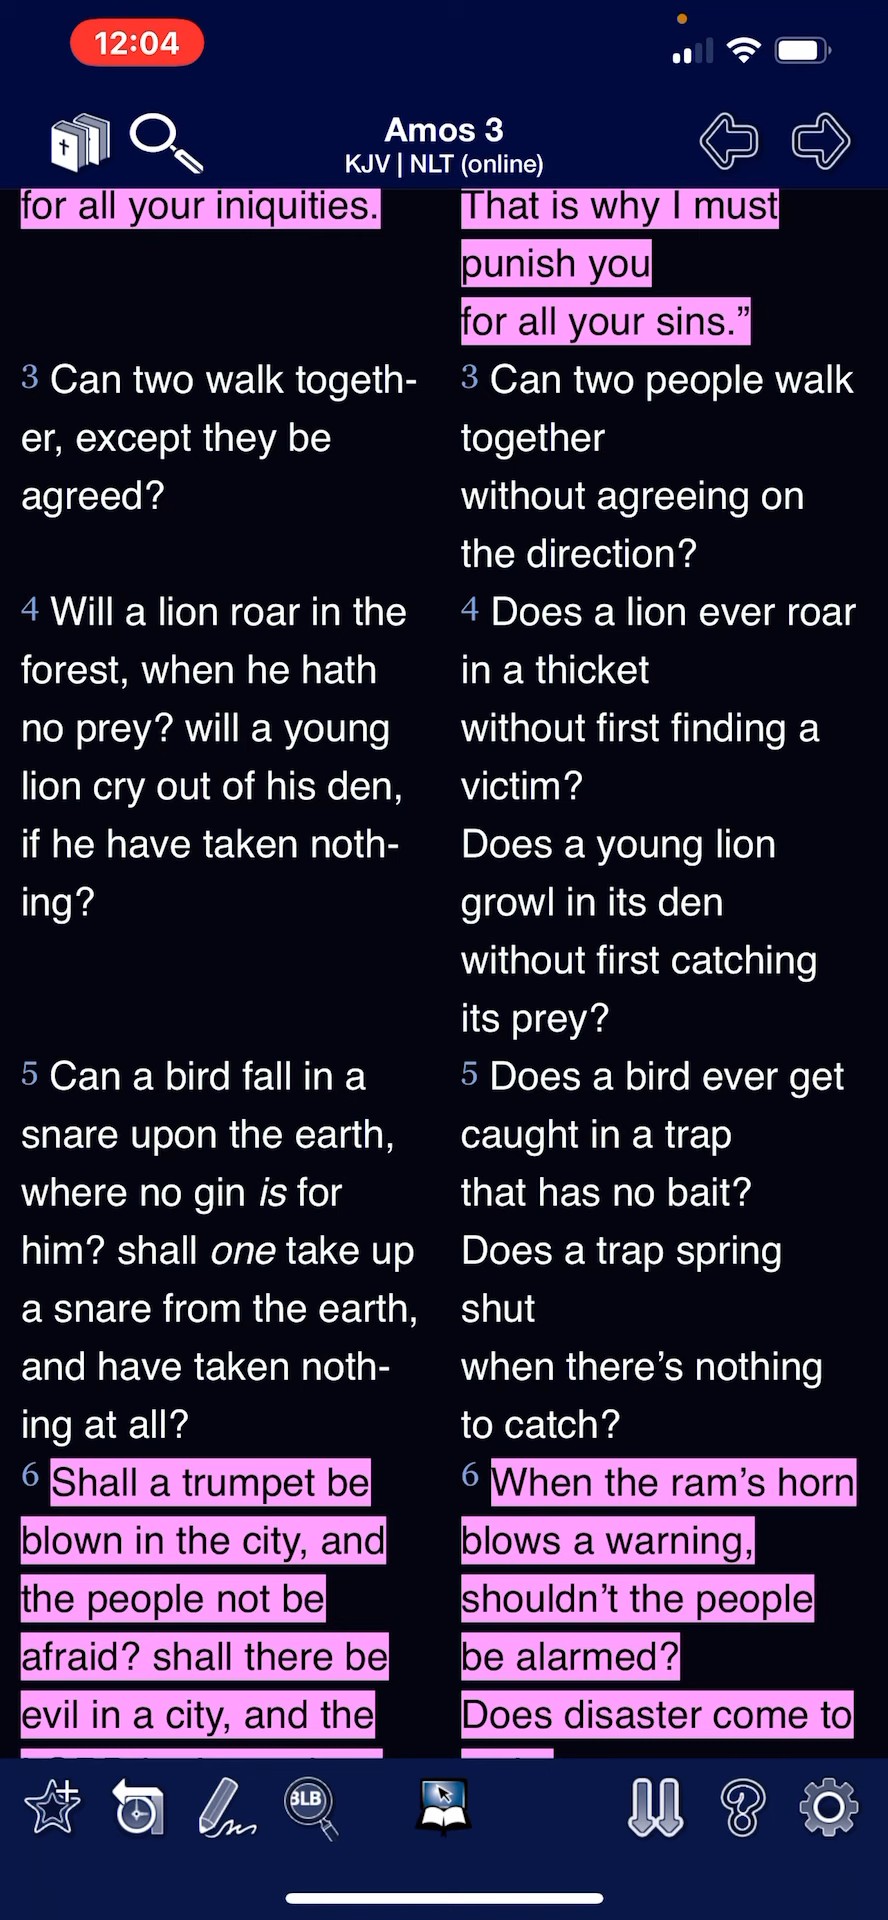 12:04
Amos 3
KJV | NLT (online)
for all your iniquities.
3 Can two walk togeth-
er, except they be
agreed?
4 Will a lion roar in the
forest, when he hath
no prey? will a young
lion cry out of his den,
if he have taken noth-
ing?
5 Can a bird fall in a
snare upon the earth,
where no gin is for
him? shall one take up
a snare from the earth,
and have taken noth-
ing at all?
6 Shall a trumpet be
blown in the city, and
the people not be
afraid? shall there be
evil in a city, and the
That is why I must
punish you
for all your sins.”
3 Can two people walk
together
without agreeing on
the direction?
4 Does a lion ever roar
in a thicket
without first finding a
victim?
Does a young lion
growl in its den
without first catching
its prey?
5 Does a bird ever get
caught in a trap
that has no bait?
Does a trap spring
shut
when there’s nothing
to catch?
6 When the ram’s horn
blows a warning,
shouldn’t the people
be alarmed?
Does disaster come to
BLB